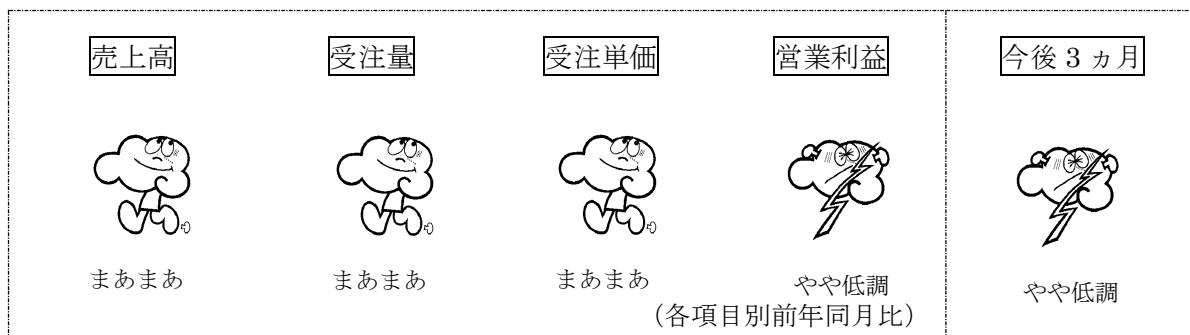 売上高 受注量 受注単価 営業利益 今後3ヵ月
まあまあ まあまあ まあまあ やや低調 やや低調
（各項目別前年同月比）